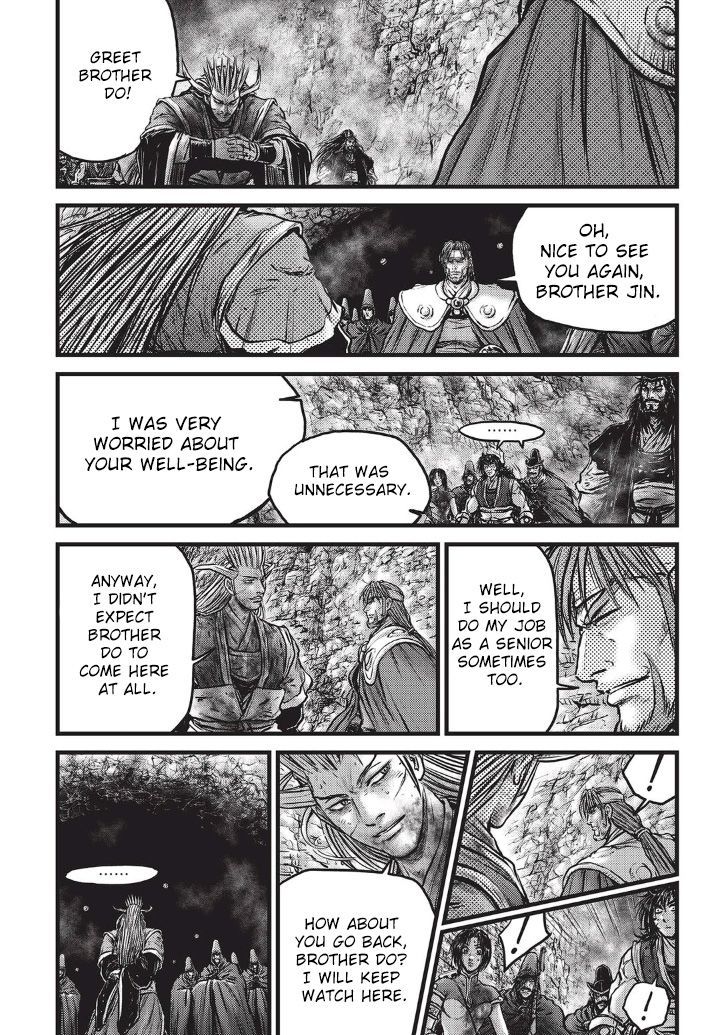 GREET
BROTHER
DO!
OH,
NICE TO SEE
YOU AGAIN,
BROTHER JIN.
I WAS VERY
WORRIED ABOUT
YOUR WELL-BEING.
THAT WAS
UNNECESSARY.
......
ANYWAY,
I DIDN'T
EXPECT
BROTHER
DO TO
COME HERE
AT ALL.
WELL,
I SHOULD
DO MY JOB
AS A SENIOR
SOMETIMES
TOO.
......
HOW ABOUT
YOU GO BACK,
BROTHER DO?
I WILL KEEP
WATCH HERE.
!
!
!